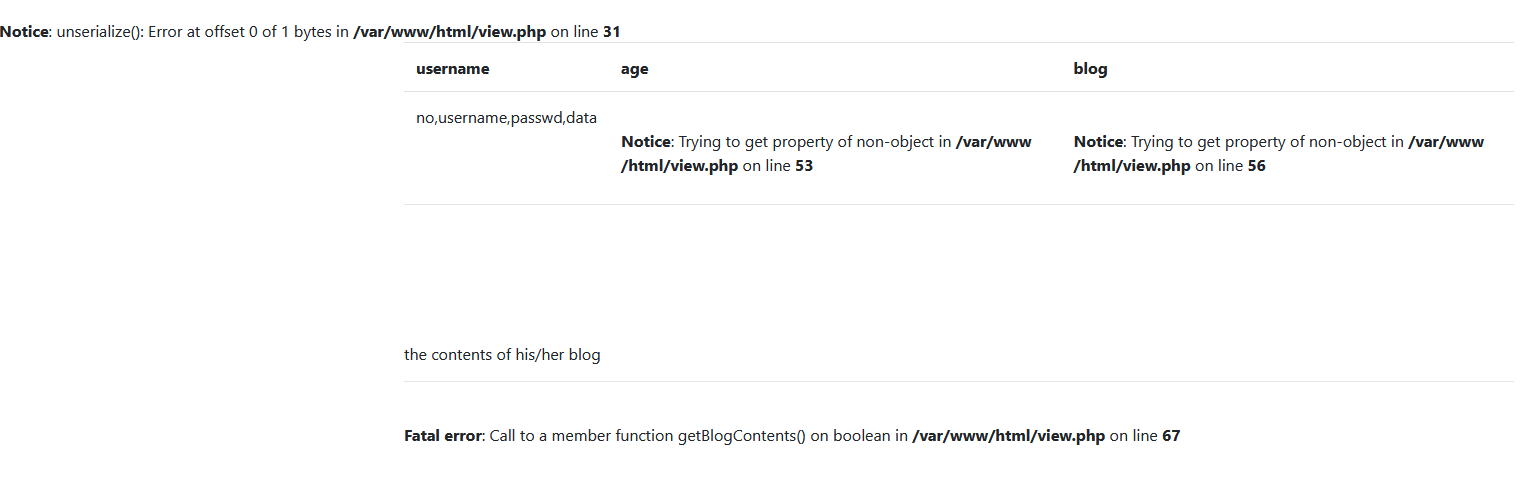 Notice: unserialize(): Error at offset 0 of 1 bytes in /var/www/html/view.php on line 31
username age blog
no,username,passwd,data
Notice: Trying to get property of non-object in /var/www
/html/view.php on line 53
Notice: Trying to get property of non-object in /var/www
/html/view.php on line 56
the contents of his/her blog
Fatal error: Call to a member function getBlogContents() on boolean in /var/www/html/view.php on line 67